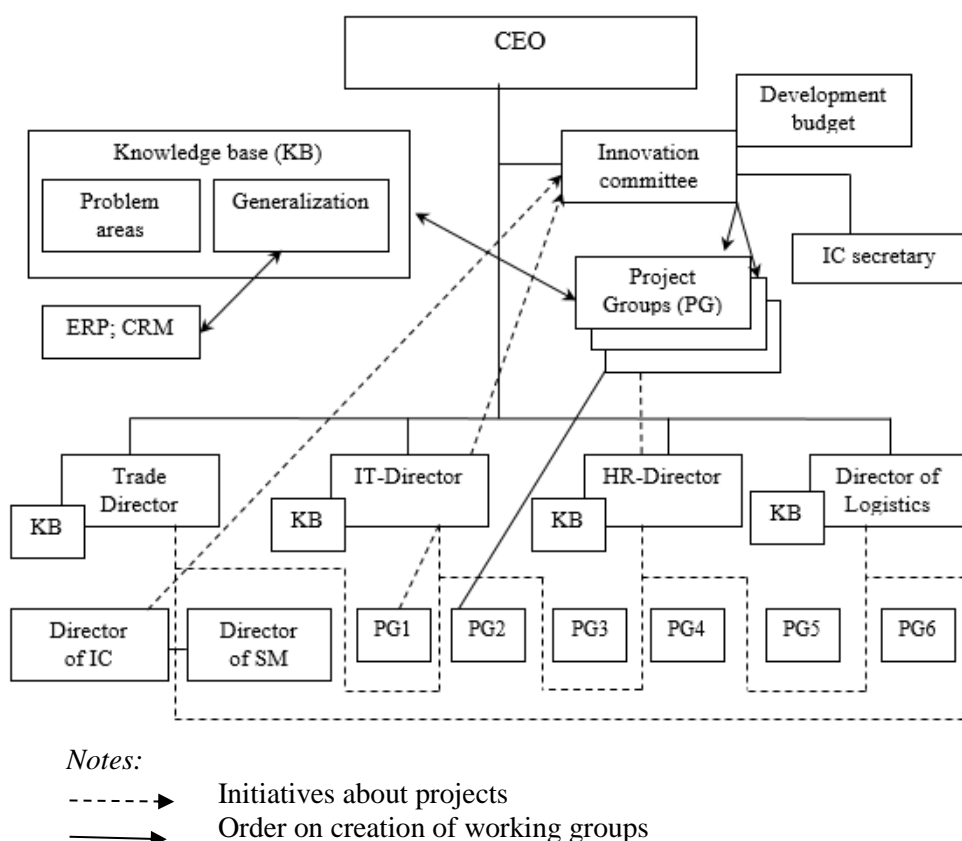 CEO
Development
budget
Knowledge base (KB)
Innovation
committee
Problem
areas
Generalization
IC secretary
Project
Groups (PG)
ERP; CRM
Trade
Director
KB
IT-Director
KB
HR-Director
KB
Director of
Logistics
KB
Director
of IC
Director
of SM
PG1
PG2
PG3
PG4
PG5
PG6
Notes:
Initiatives about projects
Order on creation of working groups